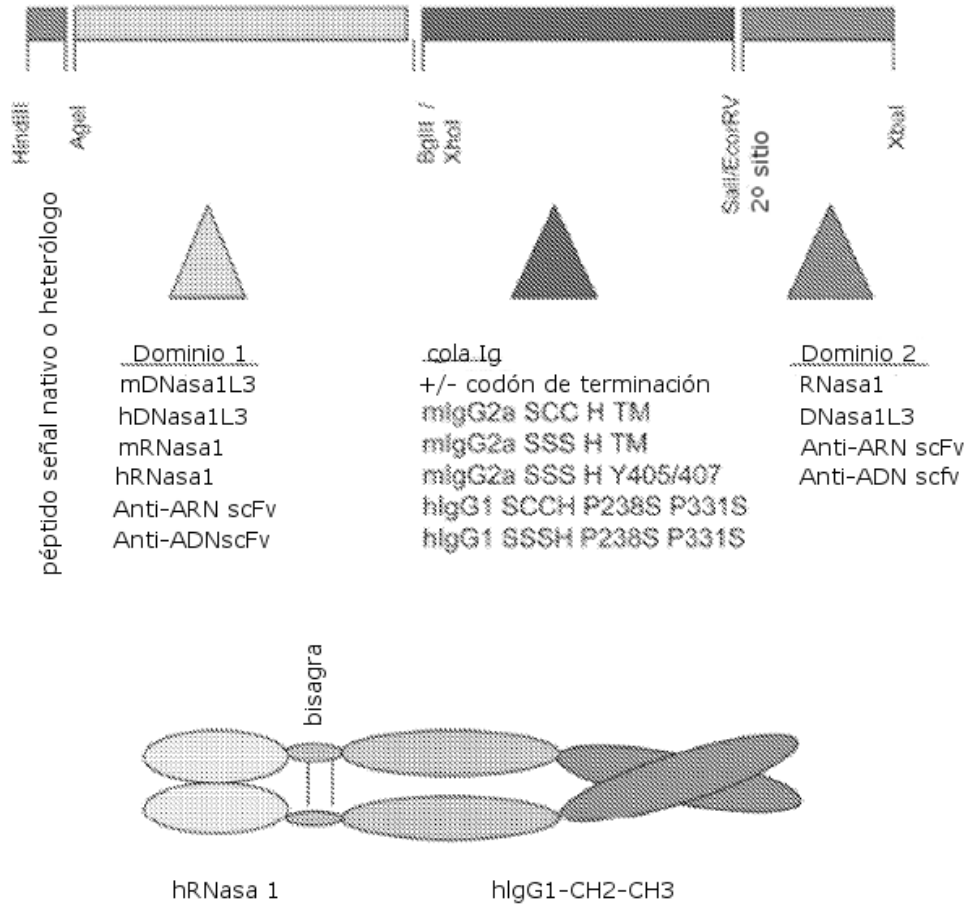 HindIII
AgeI
BglII /
XhoI
SalI/EcorRV
2º sitio
XbaI
péptido señal nativo o heterólogo
Dominio 1
mDNasa1L3
hDNasa1L3
mRNasa1
hRNasa1
Anti-ARN scFv
Anti-ADNscFv
cola Ig
+/- codón de terminación
mIgG2a SCC H TM
mIgG2a SSS H TM
mIgG2a SSS H Y405/407
hIgG1 SCCH P238S P331S
hIgG1 SSSH P238S P331S
Dominio 2
RNasa1
DNasa1L3
Anti-ARN scFv
Anti-ADN scfv
bisagra
hRNasa 1
hIgG1-CH2-CH3